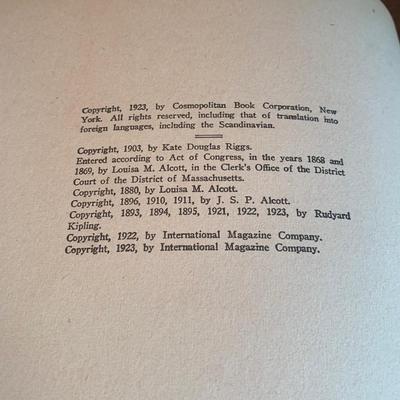 Copyright, 1923, by Cosmopolitan Book Corporation, New
York. All rights reserved, including that of translation into
foreign languages, including the Scandinavian.
Copyright, 1903, by Kate Douglas Riggs.
Entered according to Act of Congress, in the years 1868 and
1869, by Louisa M. Alcott, in the Clerk's Office of the District
Court of the District of Massachusetts.
Copyright, 1880, by Louisa M. Alcott.
Copyright, 1896, 1910, 1911, by J. S. P. Alcott.
Copyright, 1893, 1894, 1895, 1921, 1922, 1923, by Rudyard
Kipling.
Copyright, 1922, by International Magazine Company.
Copyright, 1923, by International Magazine Company.